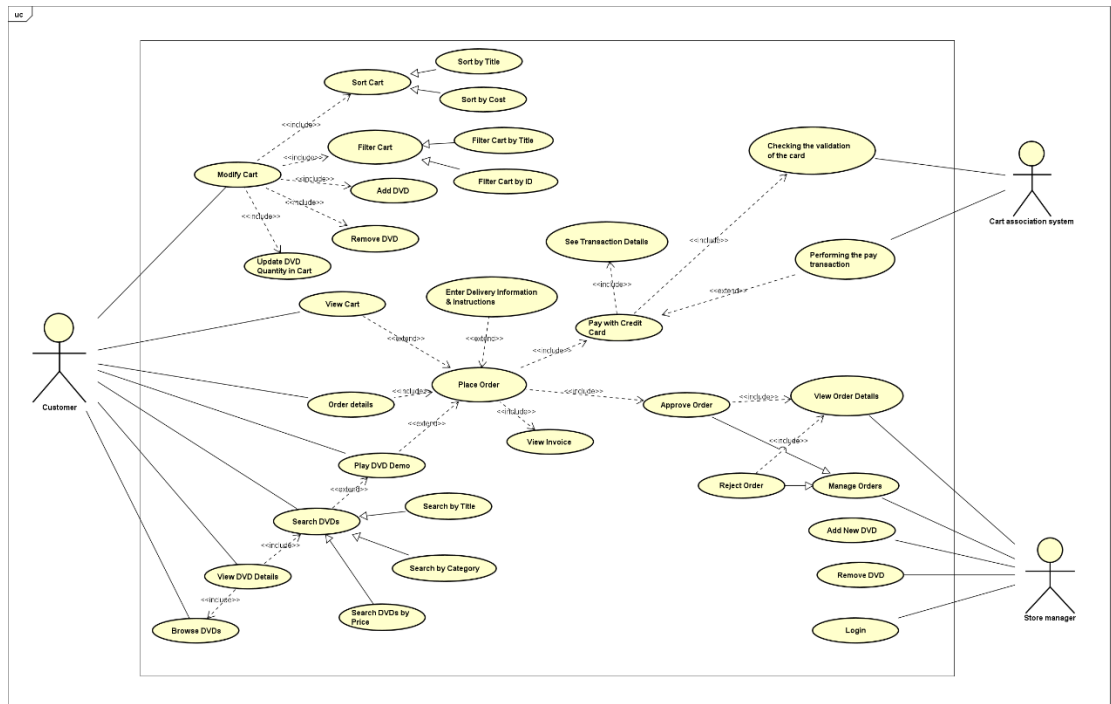 uc
Sort by Title
Sort Cart
Sort by Cost
<<include>>
Filter Cart by Title
Filter Cart
<<include>>
Checking the validation
of the card
Modify Cart
<<include>>
Filter Cart by ID
Add DVD
<<include>>
<<include>>
Remove DVD
Update DVD
Quantity in Cart
See Transaction Details
<<include>>
Cart association system
Performing the pay
transaction
Enter Delivery Information
& Instructions
<<include>>
<<extend>>
View Cart
Pay with Credit
Card
<<extend>>
<<extend>>
<<include>>
Customer
Place Order
<<include>>
Order details
<<include>>
<<include>>
Approve Order
<<include>>
View Order Details
<<extend>>
View Invoice
<<include>>
Play DVD Demo
Reject Order
Manage Orders
<<extend>>
Search by Title
Search DVDs
Add New DVD
<<include>>
Search by Category
View DVD Details
Remove DVD
<<include>>
Search DVDs by
Price
Store manager
Browse DVDs
Login